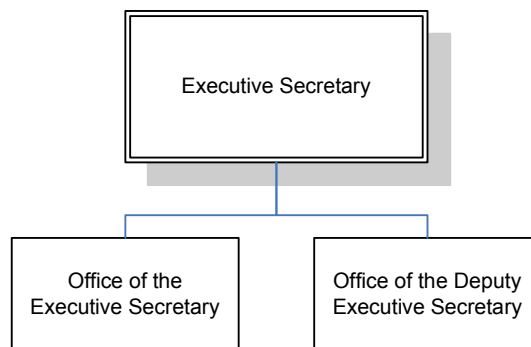 Executive Secretary
Office of the
Executive Secretary
Office of the Deputy
Executive Secretary